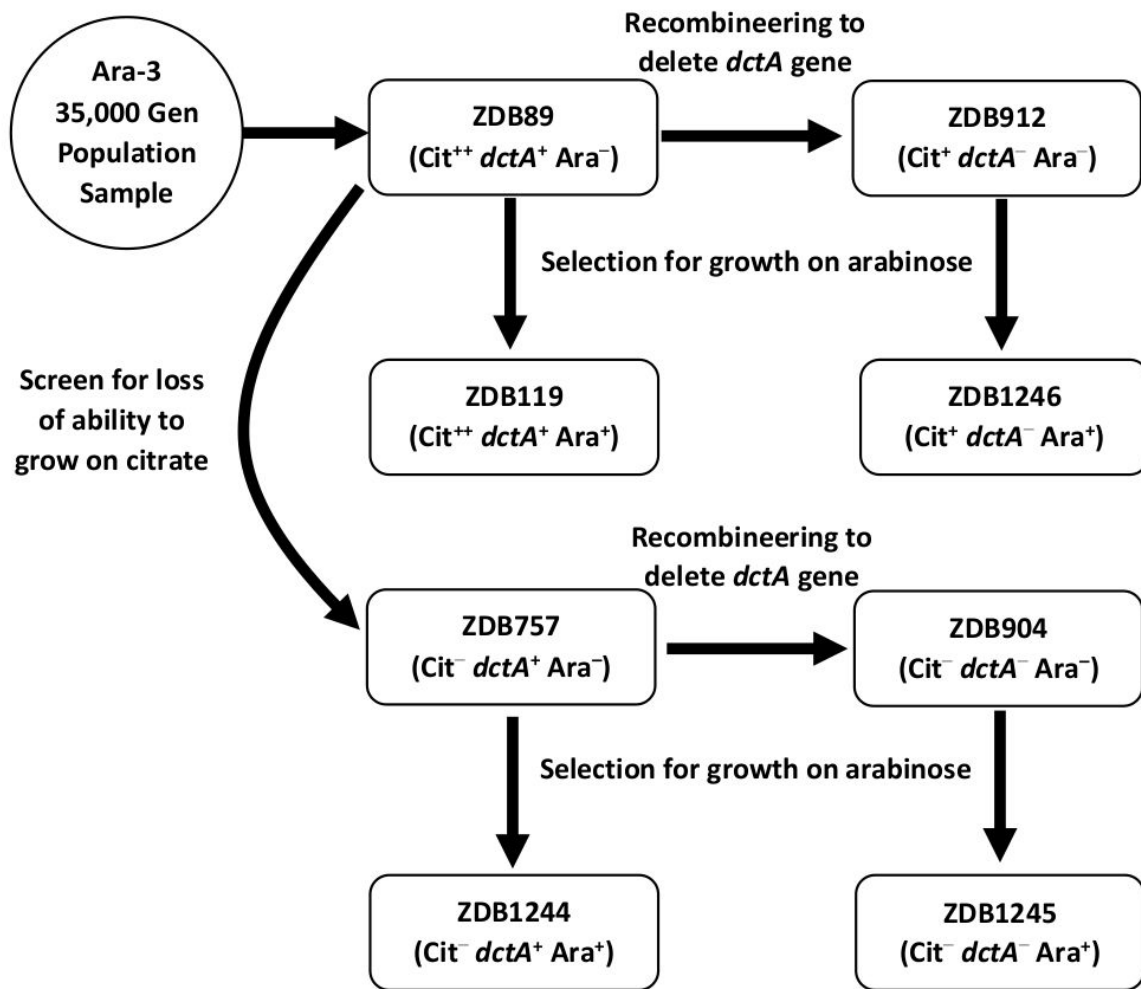 Ara-3
35,000 Gen
Population
Sample
Recombineering to
delete dctA gene
ZDB89
(Cit⁺⁺ dctA⁺ Ara⁻)
ZDB912
(Cit⁺ dctA⁻ Ara⁻)
Selection for growth on arabinose
ZDB119
(Cit⁺⁺ dctA⁺ Ara⁺)
ZDB1246
(Cit⁺ dctA⁻ Ara⁺)
Screen for loss
of ability to
grow on citrate
Recombineering to
delete dctA gene
ZDB757
(Cit⁻ dctA⁺ Ara⁻)
ZDB904
(Cit⁻ dctA⁻ Ara⁻)
Selection for growth on arabinose
ZDB1244
(Cit⁻ dctA⁺ Ara⁺)
ZDB1245
(Cit⁻ dctA⁻ Ara⁺)